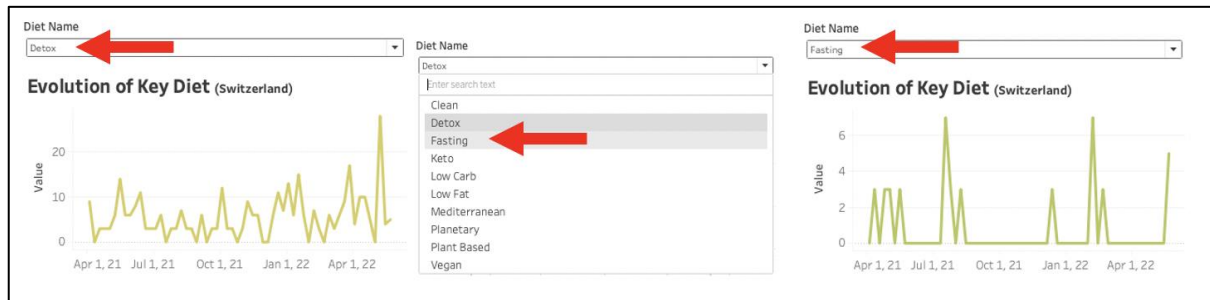 Diet Name
Detox
Evolution of Key Diet (Switzerland)
Value
20
10
0
Apr 1, 21 Jul 1, 21 Oct 1, 21 Jan 1, 22 Apr 1, 22
Diet Name
Detox
Enter search text
Clean
Detox
Fasting
Keto
Low Carb
Low Fat
Mediterranean
Planetary
Plant Based
Vegan
Diet Name
Fasting
Evolution of Key Diet (Switzerland)
Value
6
4
2
0
Apr 1, 21 Jul 1, 21 Oct 1, 21 Jan 1, 22 Apr 1, 22